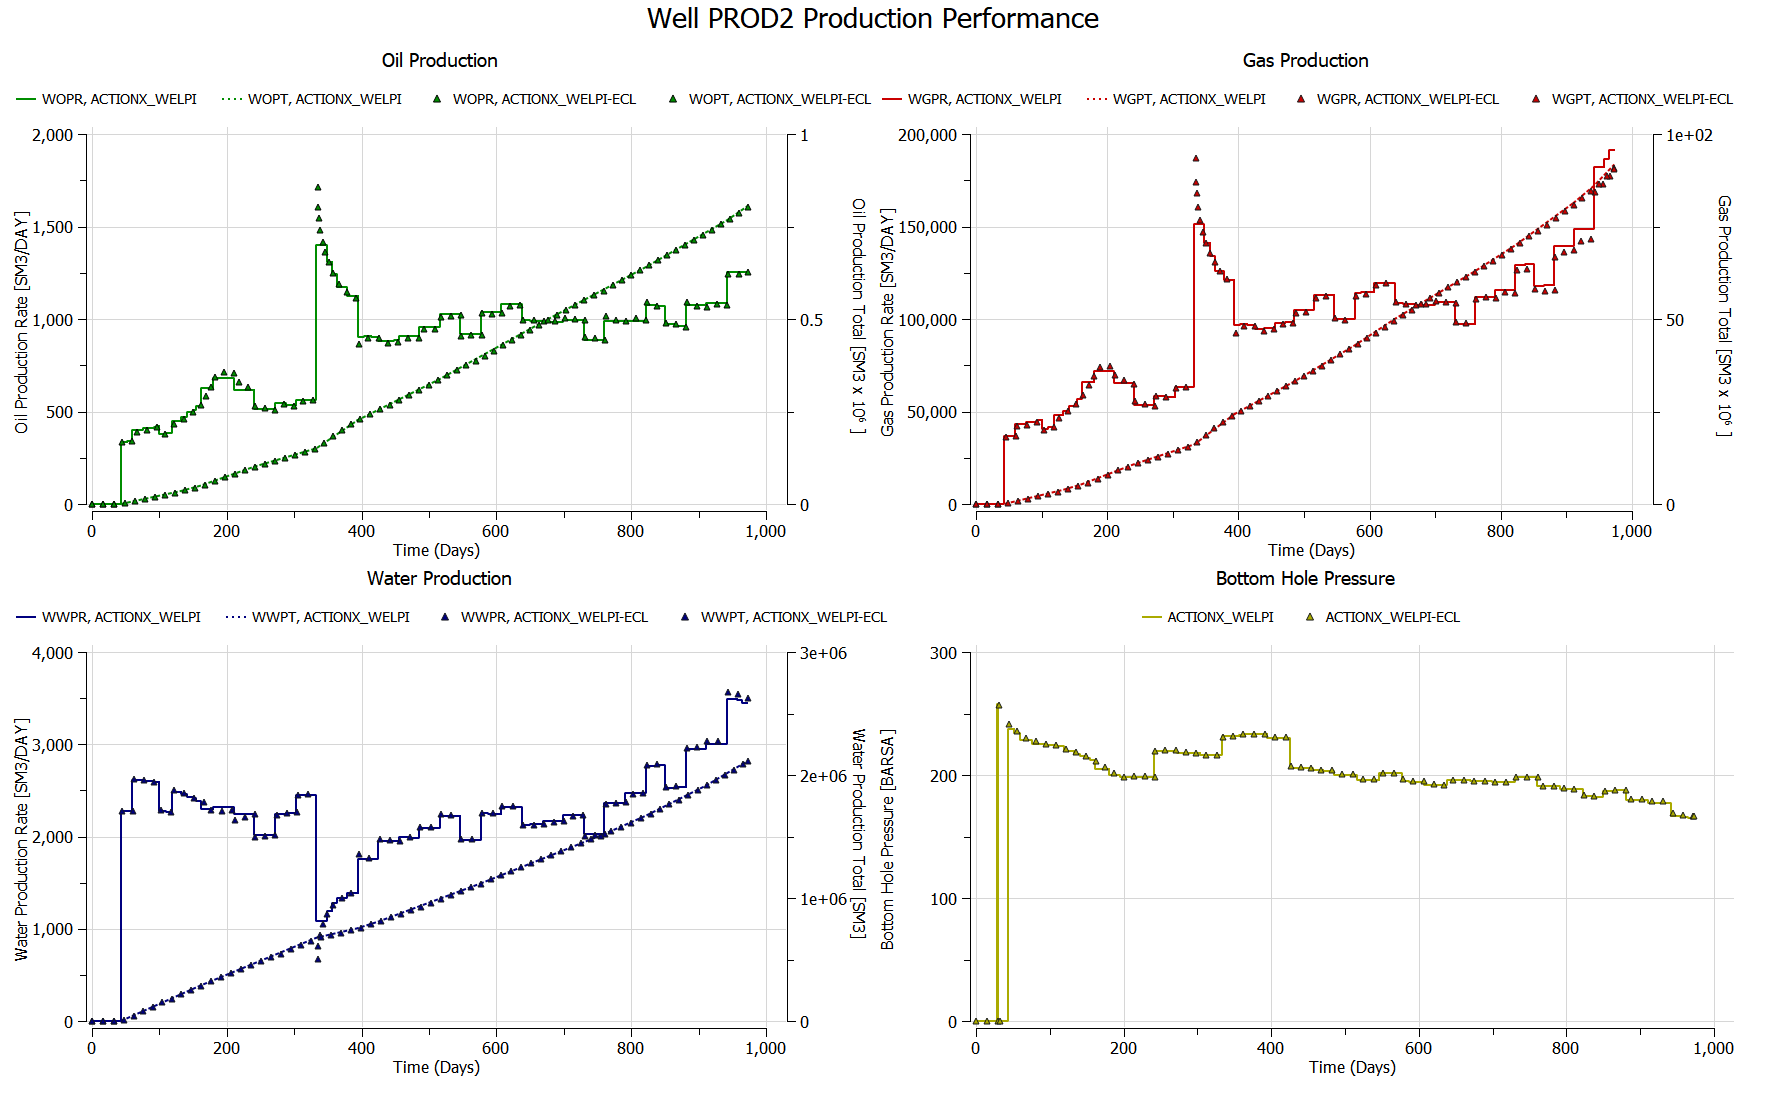 Well PROD2 Production Performance
Oil Production
WOPR, ACTIONX_WELPI
WOPT, ACTIONX_WELPI
WOPR, ACTIONX_WELPI-ECL
WOPT, ACTIONX_WELPI-ECL
2,000
1,500
1,000
500
0
Oil Production Rate [SM3/DAY]
1
0.5
0
Oil Production Total [SM3 x 10⁶ ]
0 200 400 600 800 1,000
Time (Days)
Gas Production
WGPR, ACTIONX_WELPI
WGPT, ACTIONX_WELPI
WGPR, ACTIONX_WELPI-ECL
WGPT, ACTIONX_WELPI-ECL
200,000
150,000
100,000
50,000
0
Gas Production Rate [SM3/DAY]
1e+02
50
0
Gas Production Total [SM3 x 10⁶ ]
0 200 400 600 800 1,000
Time (Days)
Water Production
WWPR, ACTIONX_WELPI
WWPT, ACTIONX_WELPI
WWPR, ACTIONX_WELPI-ECL
WWPT, ACTIONX_WELPI-ECL
4,000
3,000
2,000
1,000
0
Water Production Rate [SM3/DAY]
3e+06
2e+06
1e+06
0
Water Production Total [SM3]
0 200 400 600 800 1,000
Time (Days)
Bottom Hole Pressure
ACTIONX_WELPI
ACTIONX_WELPI-ECL
300
200
100
0
Bottom Hole Pressure [BARSA]
0 200 400 600 800 1,000
Time (Days)